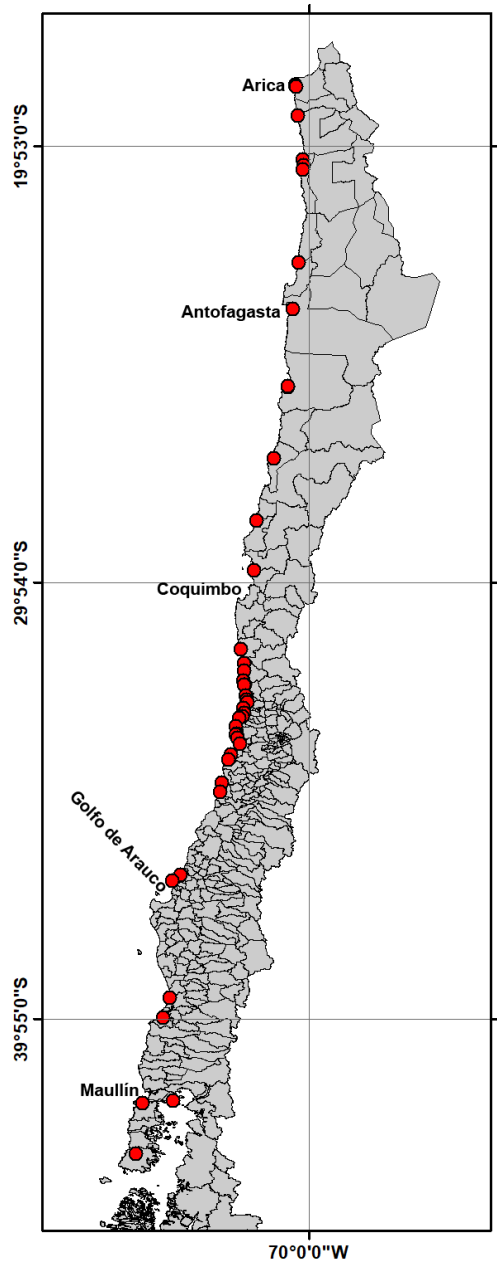 Arica
19°53'0"S
Antofagasta
29°54'0"S
Coquimbo
Golfo de Arauco
39°55'0"S
Maullín
70°0'0"W